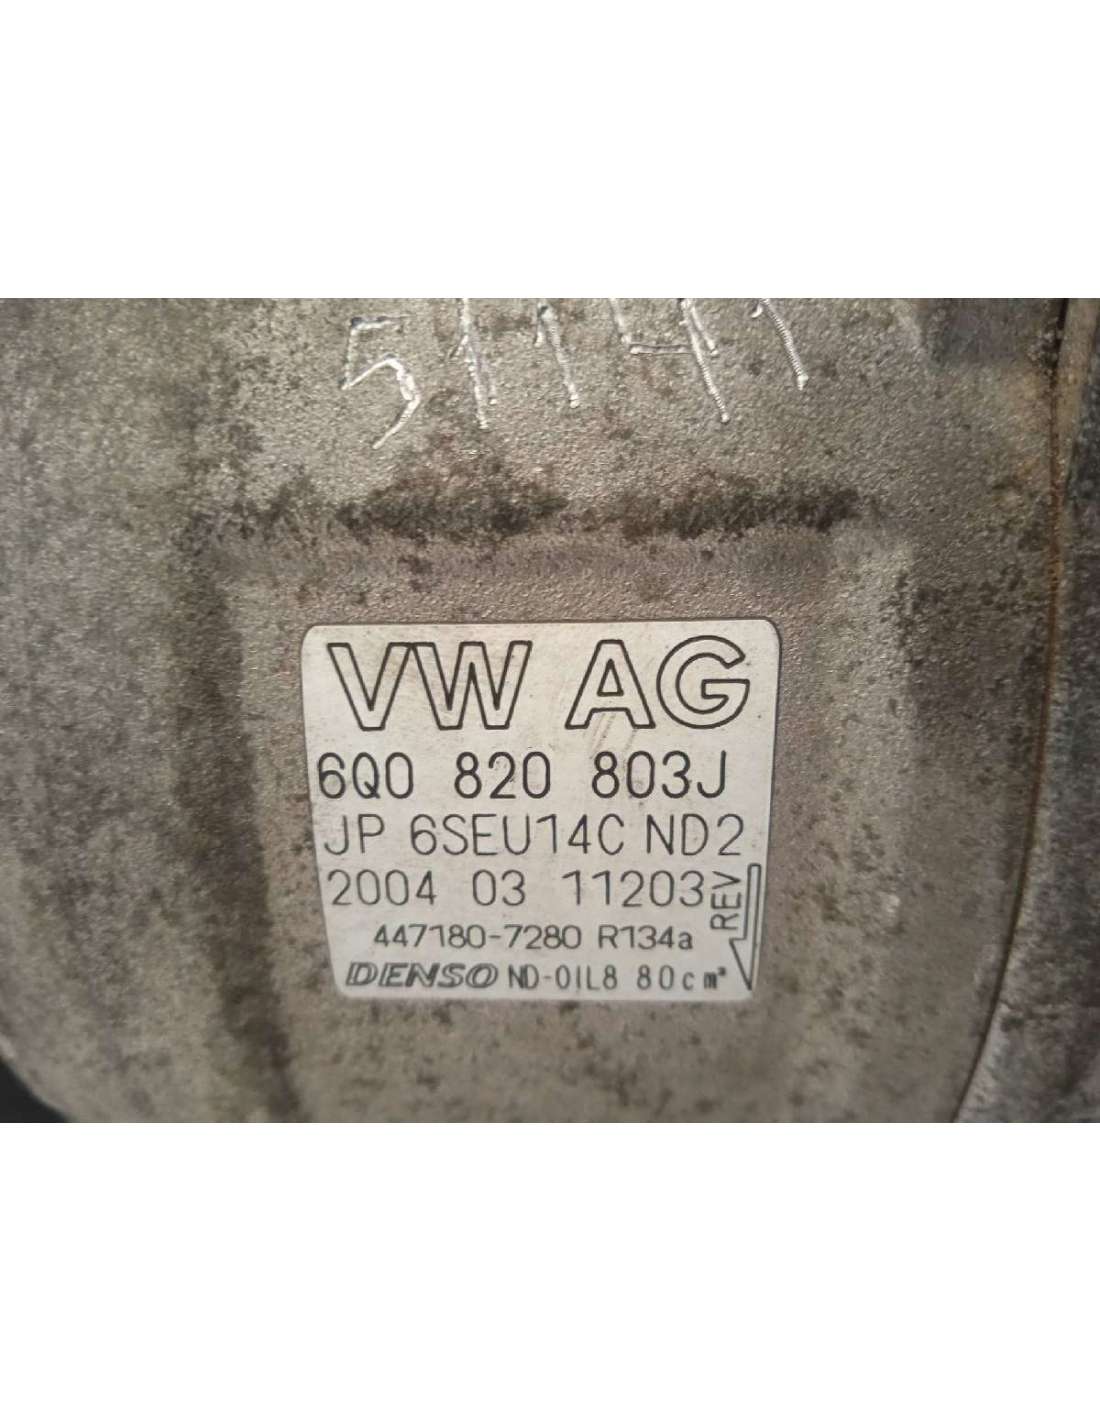 VW AG
6Q0 820 803J
JP 6SEU14C ND2
2004 03 11203
REV
447180-7280 R134a
DENSO ND-OIL8 80cm³